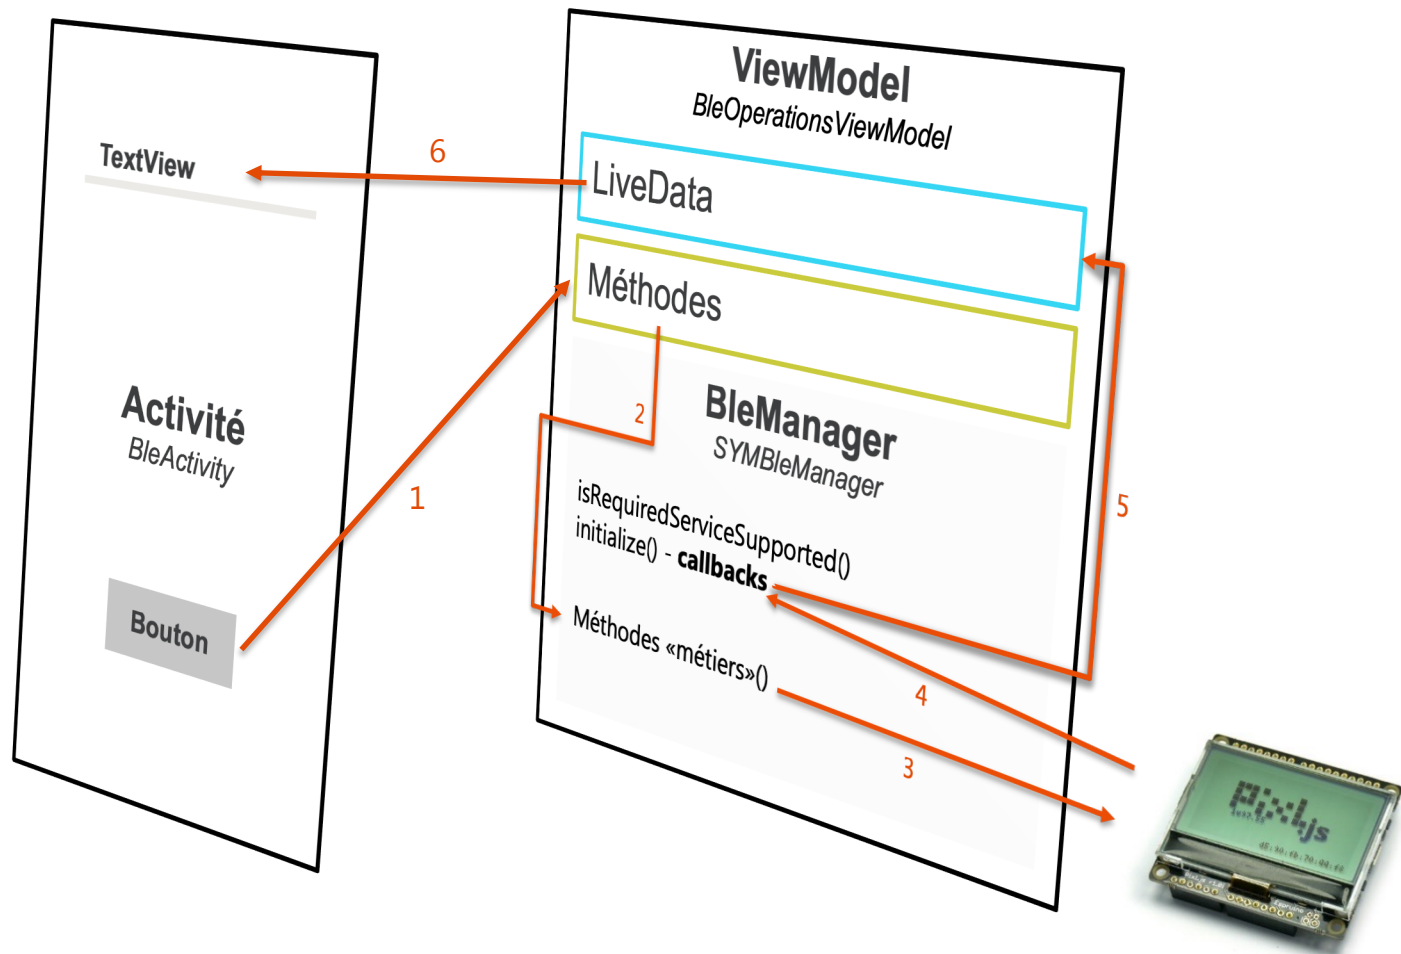 TextView
Activité
BleActivity
Bouton
6
1
ViewModel
BleOperationsViewModel
LiveData
Méthodes
2
BleManager
SYMBleManager
isRequiredServiceSupported()
initialize() - callbacks
Méthodes «métiers»()
5
4
3
Pixl.js